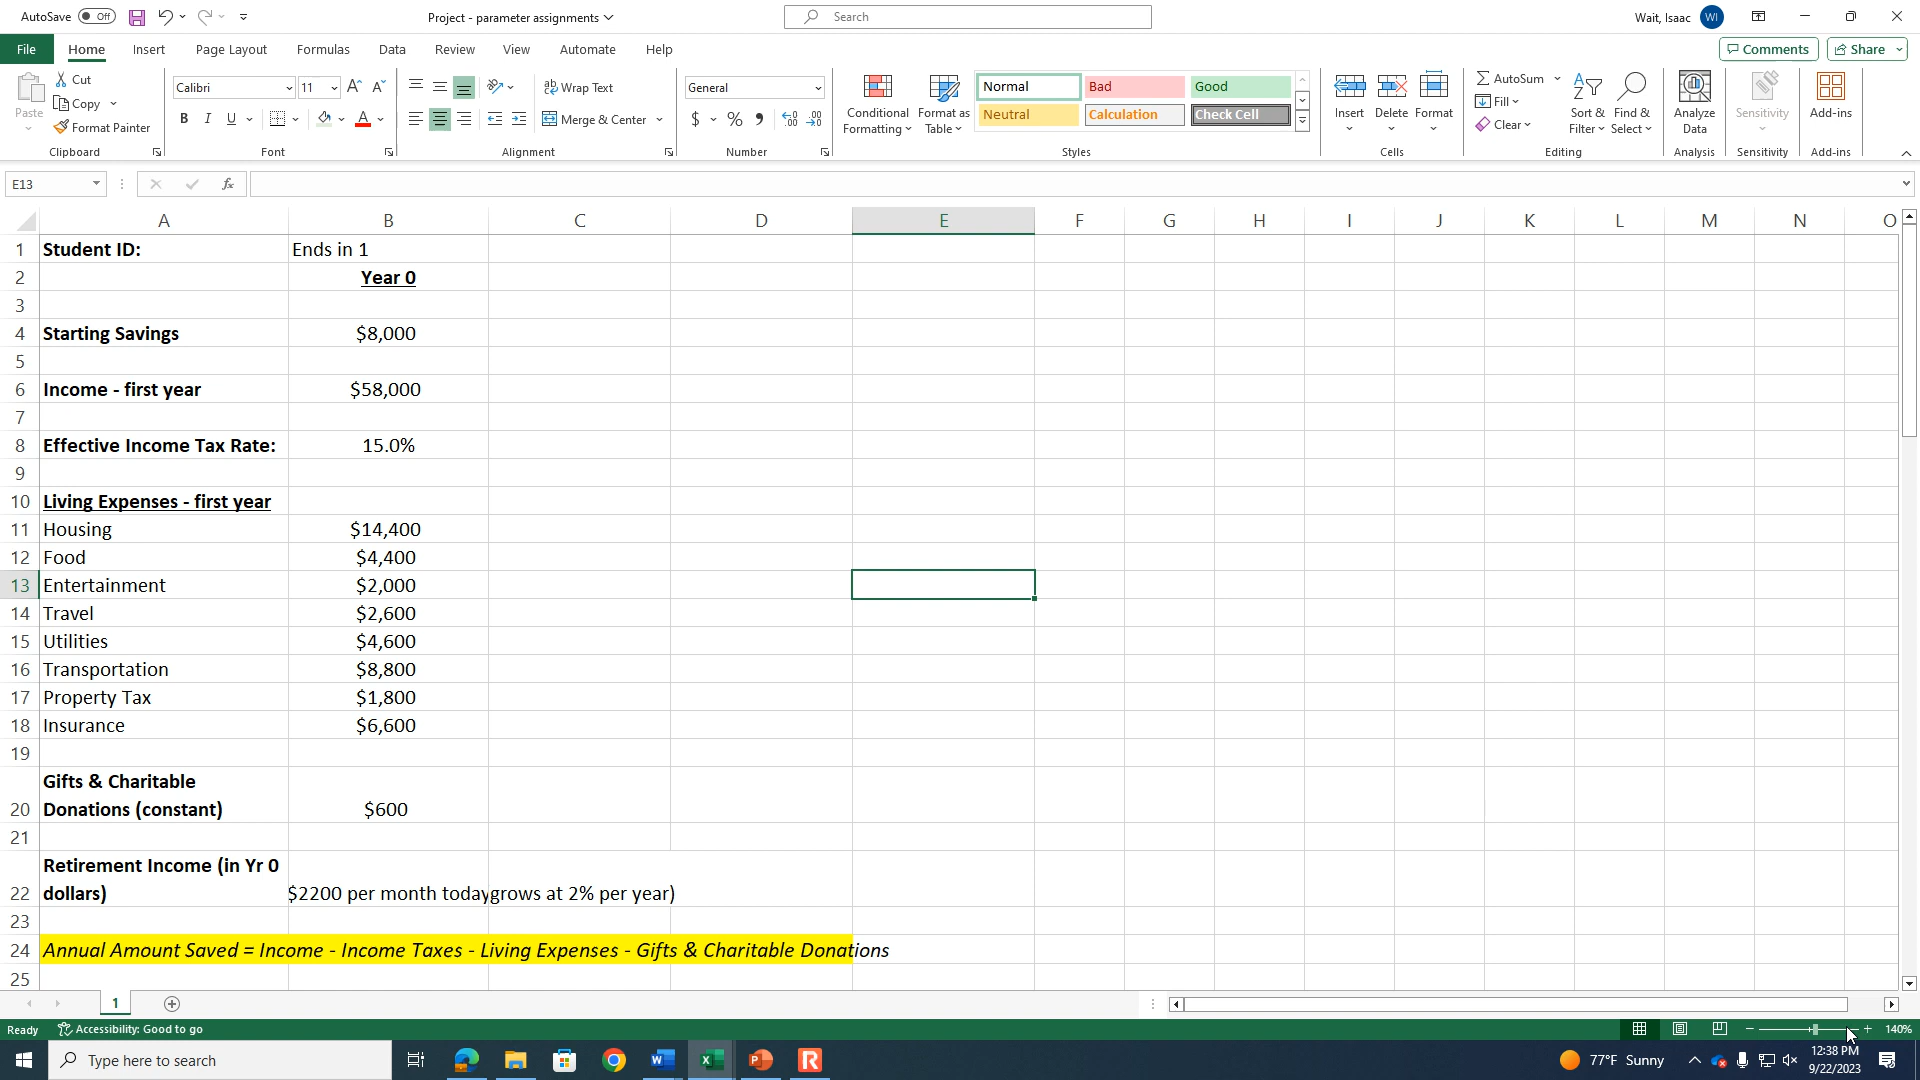 AutoSave Off
Project - parameter assignments
Search
Wait, Isaac WI
File Home Insert Page Layout Formulas Data Review View Automate Help
Comments Share
Paste
Cut
Copy
Format Painter
Clipboard
Calibri 11
B I U
Font
Wrap Text
Merge & Center
Alignment
General
$ % 9
Number
Conditional Formatting
Format as Table
Normal Bad Good
Neutral Calculation Check Cell
Styles
Insert Delete Format
Cells
AutoSum
Fill
Clear
Sort & Filter
Find & Select
Editing
Analyze Data
Analysis
Sensitivity
Sensitivity
Add-ins
Add-ins
E13 fx
A B C D E F G H I J K L M N O
1 Student ID: Ends in 1
2 Year 0
3
4 Starting Savings $8,000
5
6 Income - first year $58,000
7
8 Effective Income Tax Rate: 15.0%
9
10 Living Expenses - first year
11 Housing $14,400
12 Food $4,400
13 Entertainment $2,000
14 Travel $2,600
15 Utilities $4,600
16 Transportation $8,800
17 Property Tax $1,800
18 Insurance $6,600
19
Gifts & Charitable
20 Donations (constant) $600
21
Retirement Income (in Yr 0
22 dollars) $2200 per month today grows at 2% per year)
23
24 Annual Amount Saved = Income - Income Taxes - Living Expenses - Gifts & Charitable Donations
25
1
Ready Accessibility: Good to go 140%
Type here to search
77°F Sunny
12:38 PM
9/22/2023